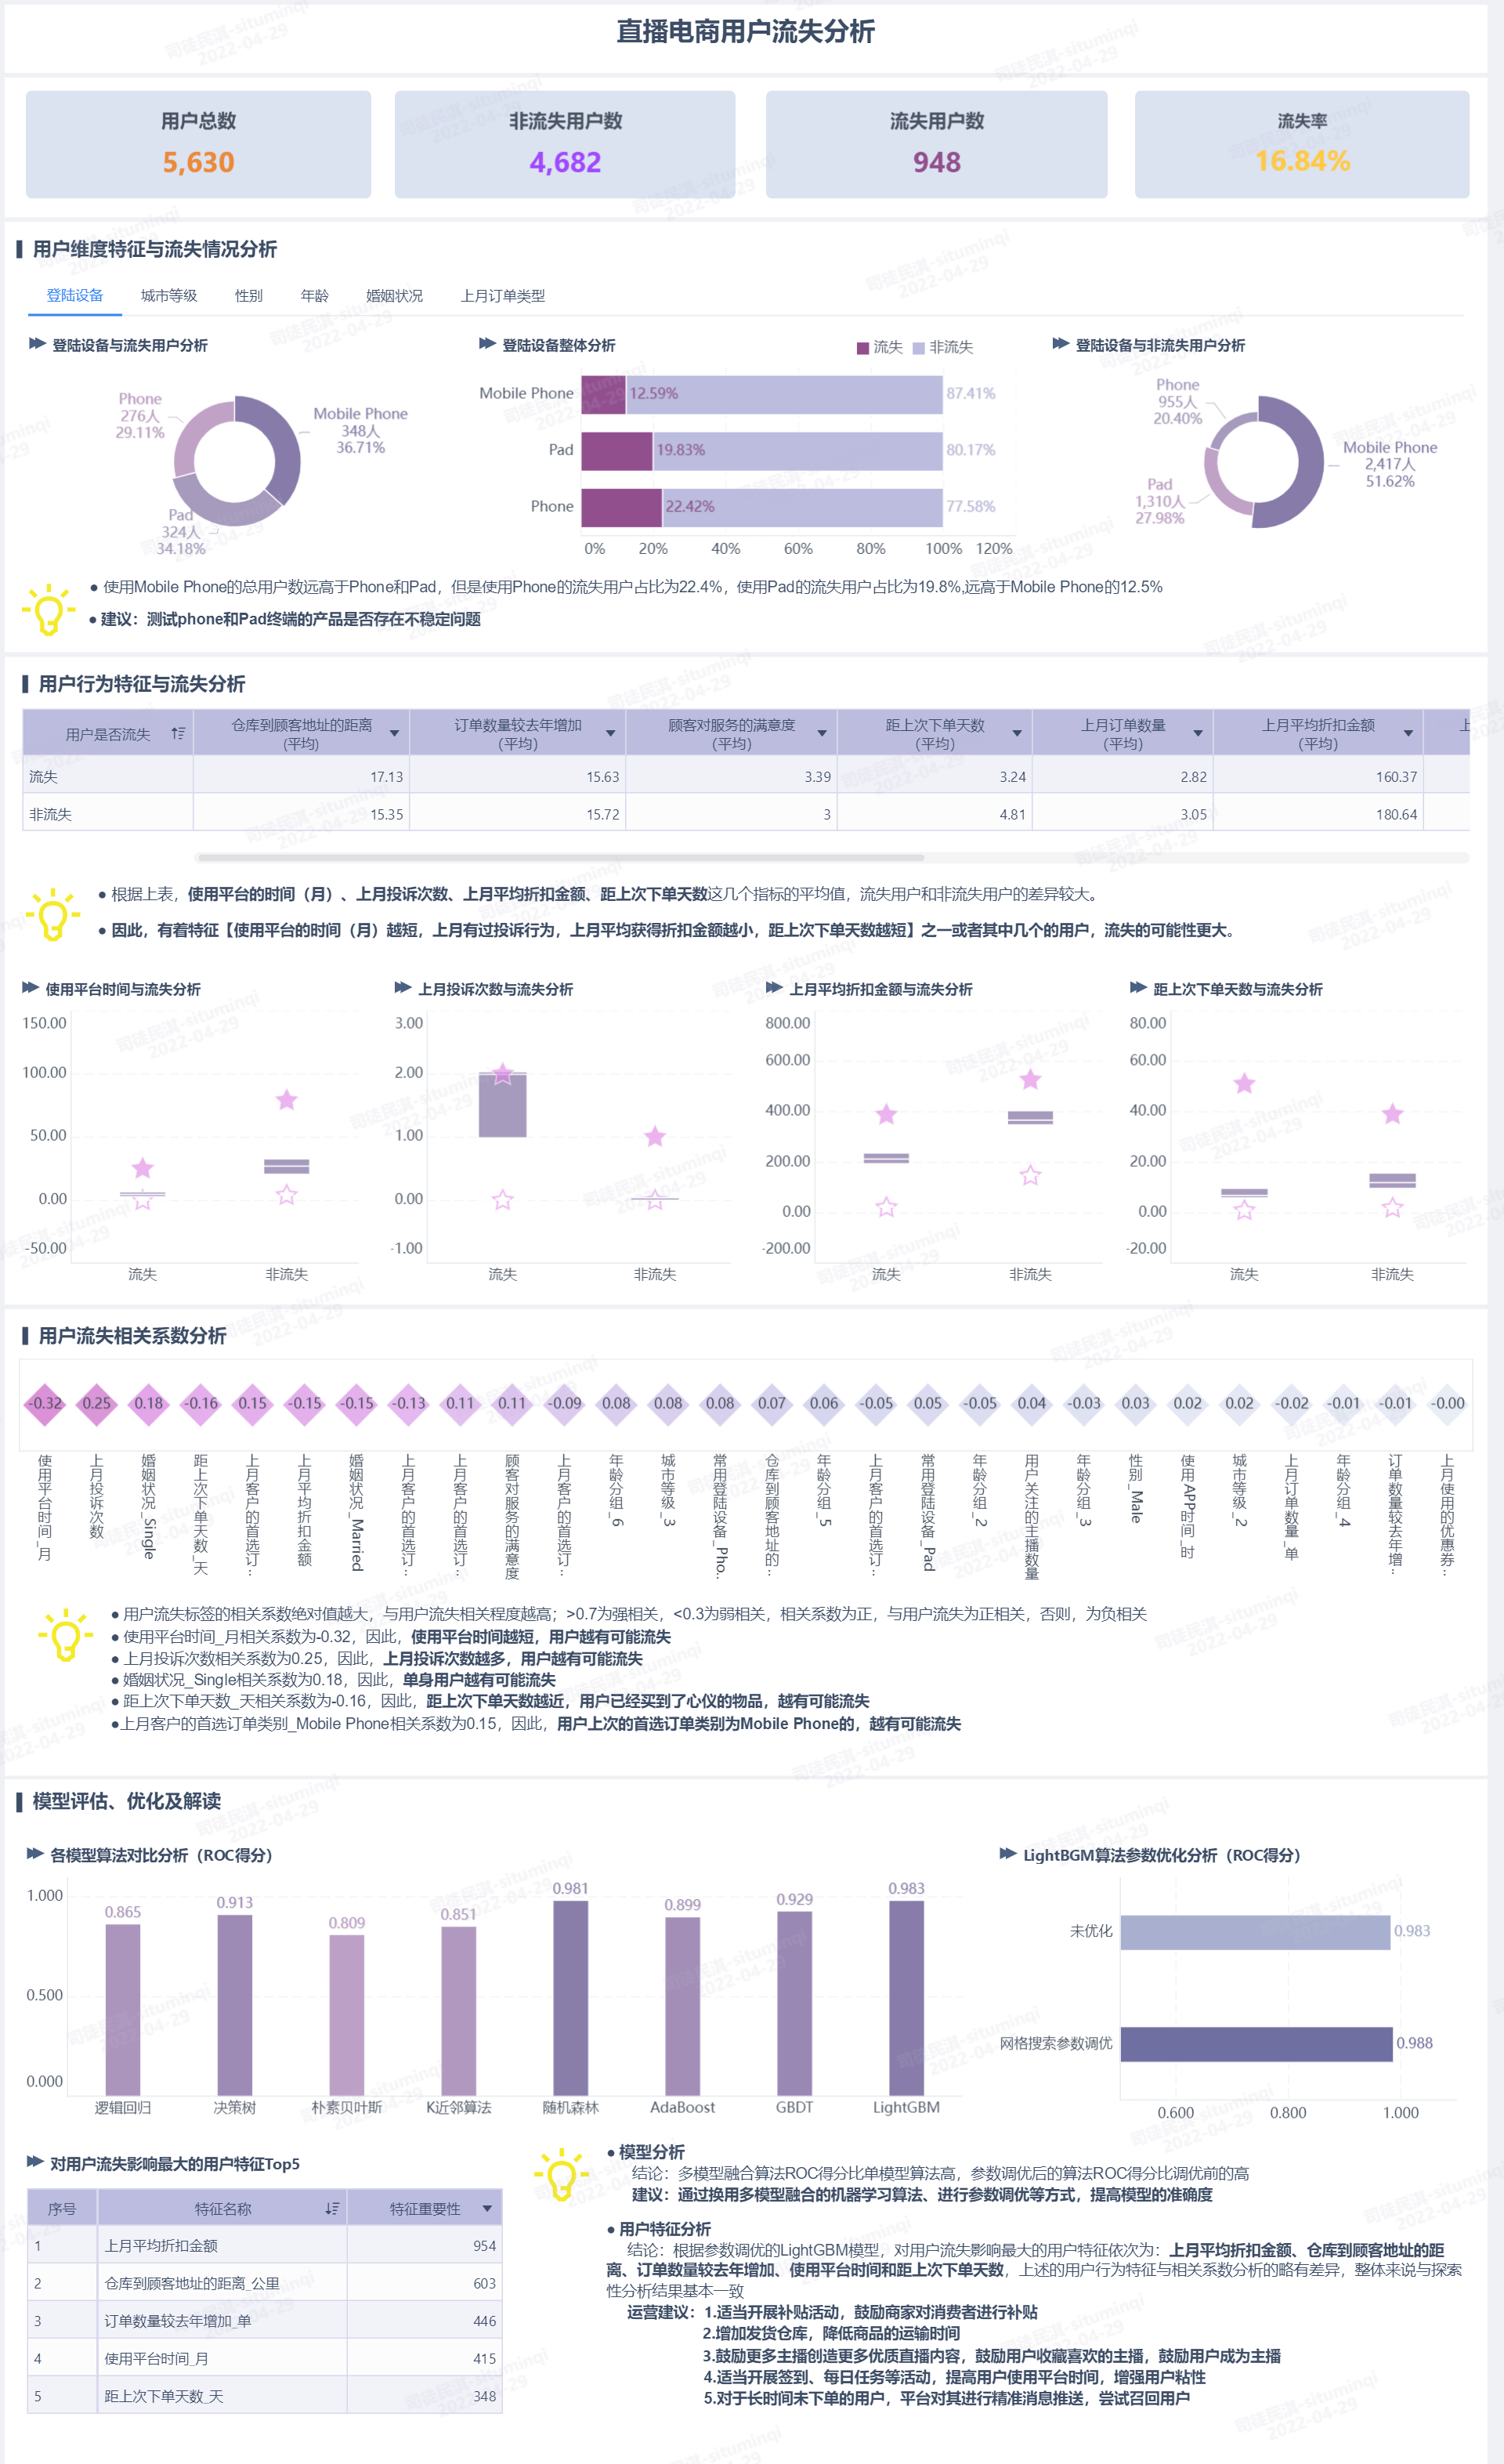 直播电商用户流失分析
用户总数
5,630
非流失用户数
4,682
流失用户数
948
流失率
16.84%
用户维度特征与流失情况分析
登陆设备 城市等级 性别 年龄 婚姻状况 上月订单类型
登陆设备与流失用户分析
Phone
276人
29.11%
Mobile Phone
348人
36.71%
Pad
324人
34.18%
登陆设备整体分析
流失 非流失
Mobile Phone 12.59% 87.41%
Pad 19.83% 80.17%
Phone 22.42% 77.58%
0% 20% 40% 60% 80% 100% 120%
登陆设备与非流失用户分析
Phone
955人
20.40%
Mobile Phone
2,417人
51.62%
Pad
1,310人
27.98%
● 使用Mobile Phone的总用户数远高于Phone和Pad，但是使用Phone的流失用户占比为22.4%，使用Pad的流失用户占比为19.8%,远高于Mobile Phone的12.5%
● 建议：测试phone和Pad终端的产品是否存在不稳定问题
用户行为特征与流失分析
用户是否流失 仓库到顾客地址的距离（平均） 订单数量较去年增加（平均） 顾客对服务的满意度（平均） 距上次下单天数（平均） 上月订单数量（平均） 上月平均折扣金额（平均） 上
流失 17.13 15.63 3.39 3.24 2.82 160.37
非流失 15.35 15.72 3 4.81 3.05 180.64
● 根据上表，使用平台的时间（月）、上月投诉次数、上月平均折扣金额、距上次下单天数这几个指标的平均值，流失用户和非流失用户的差异较大。
● 因此，有着特征【使用平台的时间（月）越短，上月有过投诉行为，上月平均获得折扣金额越小，距上次下单天数越短】之一或者其中几个的用户，流失的可能性更大。
使用平台时间与流失分析
150.00
100.00
50.00
0.00
-50.00
流失 非流失
上月投诉次数与流失分析
3.00
2.00
1.00
0.00
-1.00
流失 非流失
上月平均折扣金额与流失分析
800.00
600.00
400.00
200.00
0.00
-200.00
流失 非流失
距上次下单天数与流失分析
80.00
60.00
40.00
20.00
0.00
-20.00
流失 非流失
用户流失相关系数分析
-0.32 0.25 0.18 -0.16 0.15 -0.15 -0.15 -0.13 0.11 0.11 -0.09 0.08 0.08 0.08 0.07 0.06 -0.05 0.05 -0.05 0.04 -0.03 0.03 0.02 0.02 -0.02 -0.01 -0.01 -0.00
使用平台时间_月
上月投诉次数
婚姻状况_Single
距上次下单天数_天
上月客户的首选订...
上月平均折扣金额
婚姻状况_Married
上月客户的首选订...
上月客户的首选订...
顾客对服务的满意度
上月客户的首选订...
年龄分组_6
城市等级_3
常用登陆设备_Pho...
仓库到顾客地址的...
年龄分组_5
上月客户的首选订...
常用登陆设备_Pad
年龄分组_2
用户关注的主播数量
年龄分组_3
性别_Male
使用APP时间_时
城市等级_2
上月订单数量_单
年龄分组_4
订单数量较去年增...
上月使用的优惠券...
● 用户流失标签的相关系数绝对值越大，与用户流失相关程度越高；>0.7为强相关，<0.3为弱相关，相关系数为正，与用户流失为正相关，否则，为负相关
● 使用平台时间_月相关系数为-0.32，因此，使用平台时间越短，用户越有可能流失
● 上月投诉次数相关系数为0.25，因此，上月投诉次数越多，用户越有可能流失
● 婚姻状况_Single相关系数为0.18，因此，单身用户越有可能流失
● 距上次下单天数_天相关系数为-0.16，因此，距上次下单天数越近，用户已经买到了心仪的物品，越有可能流失
●上月客户的首选订单类别_Mobile Phone相关系数为0.15，因此，用户上次的首选订单类别为Mobile Phone的，越有可能流失
模型评估、优化及解读
各模型算法对比分析（ROC得分）
1.000
0.500
0.000
0.865 0.913 0.809 0.851 0.981 0.899 0.929 0.983
逻辑回归 决策树 朴素贝叶斯 K近邻算法 随机森林 AdaBoost GBDT LightGBM
LightBGM算法参数优化分析（ROC得分）
未优化 0.983
网格搜索参数调优 0.988
0.600 0.800 1.000
对用户流失影响最大的用户特征Top5
序号 特征名称 特征重要性
1 上月平均折扣金额 954
2 仓库到顾客地址的距离_公里 603
3 订单数量较去年增加_单 446
4 使用平台时间_月 415
5 距上次下单天数_天 348
● 模型分析
结论：多模型融合算法ROC得分比单模型算法高，参数调优后的算法ROC得分比调优前的高
建议：通过换用多模型融合的机器学习算法、进行参数调优等方式，提高模型的准确度
● 用户特征分析
结论：根据参数调优的LightGBM模型，对用户流失影响最大的用户特征依次为：上月平均折扣金额、仓库到顾客地址的距
离、订单数量较去年增加、使用平台时间和距上次下单天数，上述的用户行为特征与相关系数分析的略有差异，整体来说与探索
性分析结果基本一致
运营建议：1.适当开展补贴活动，鼓励商家对消费者进行补贴
2.增加发货仓库，降低商品的运输时间
3.鼓励更多主播创造更多优质直播内容，鼓励用户收藏喜欢的主播，鼓励用户成为主播
4.适当开展签到、每日任务等活动，提高用户使用平台时间，增强用户粘性
5.对于长时间未下单的用户，平台对其进行精准消息推送，尝试召回用户
司徒民淇-situminqi
2022-04-29